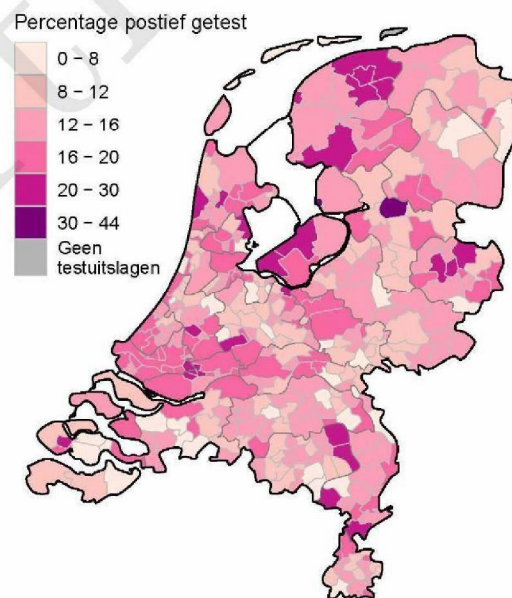 Percentage postief getest
0 – 8
8 – 12
12 – 16
16 – 20
20 – 30
30 – 44
Geen
testuitslagen